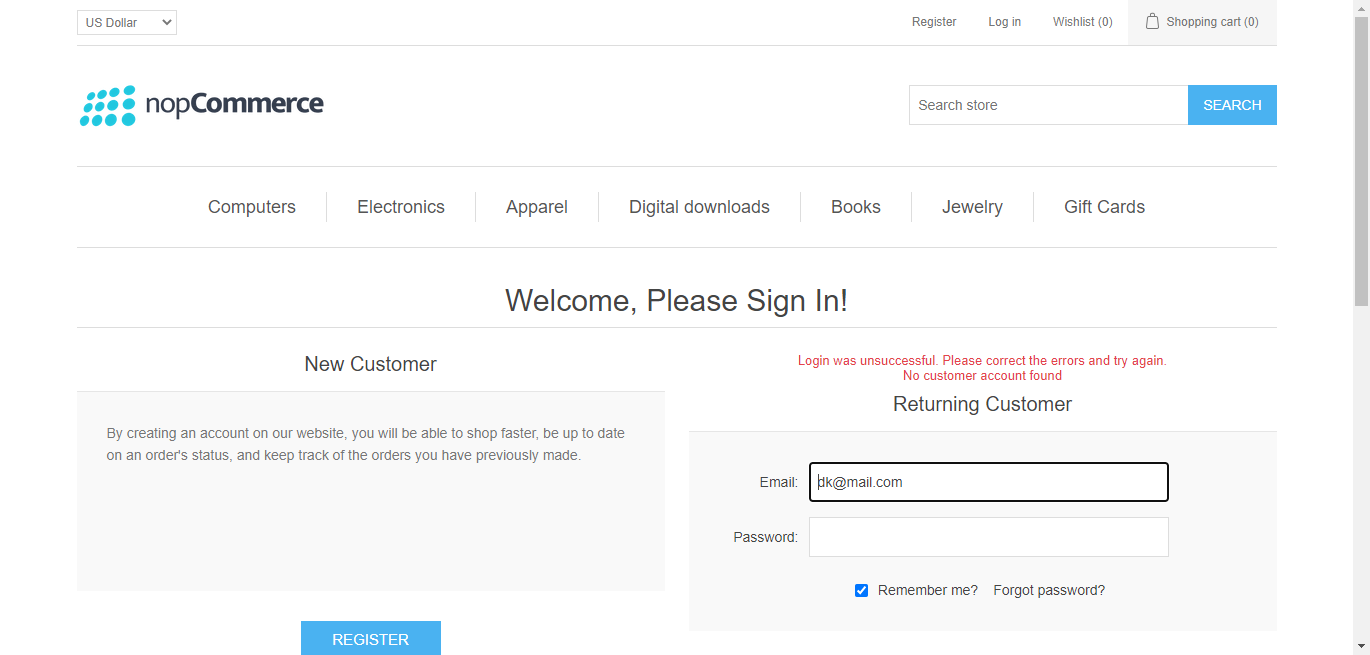 US Dollar
Register
Log in
Wishlist (0)
Shopping cart (0)
nopCommerce
Search store
SEARCH
Computers
Electronics
Apparel
Digital downloads
Books
Jewelry
Gift Cards
Welcome, Please Sign In!
New Customer
By creating an account on our website, you will be able to shop faster, be up to date
on an order's status, and keep track of the orders you have previously made.
REGISTER
Login was unsuccessful. Please correct the errors and try again.
No customer account found
Returning Customer
Email:
dk@mail.com
Password:
Remember me?
Forgot password?